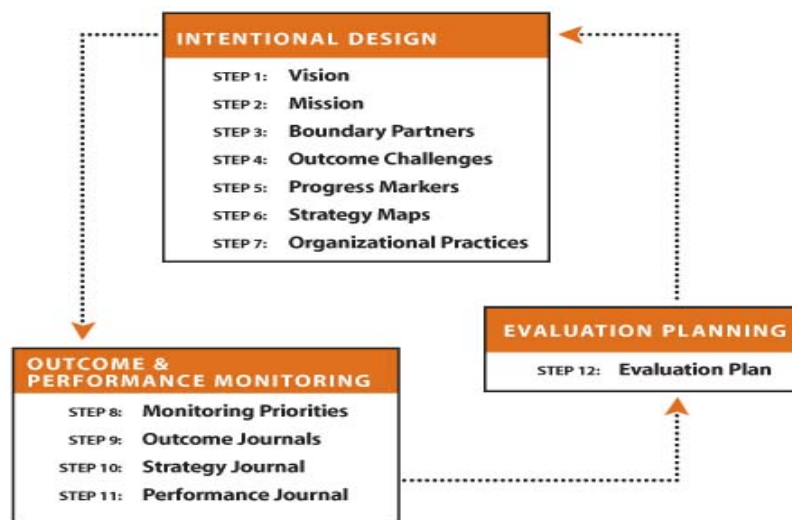 INTENTIONAL DESIGN
STEP 1: Vision
STEP 2: Mission
STEP 3: Boundary Partners
STEP 4: Outcome Challenges
STEP 5: Progress Markers
STEP 6: Strategy Maps
STEP 7: Organizational Practices
OUTCOME &
PERFORMANCE MONITORING
STEP 8: Monitoring Priorities
STEP 9: Outcome Journals
STEP 10: Strategy Journal
STEP 11: Performance Journal
EVALUATION PLANNING
STEP 12: Evaluation Plan